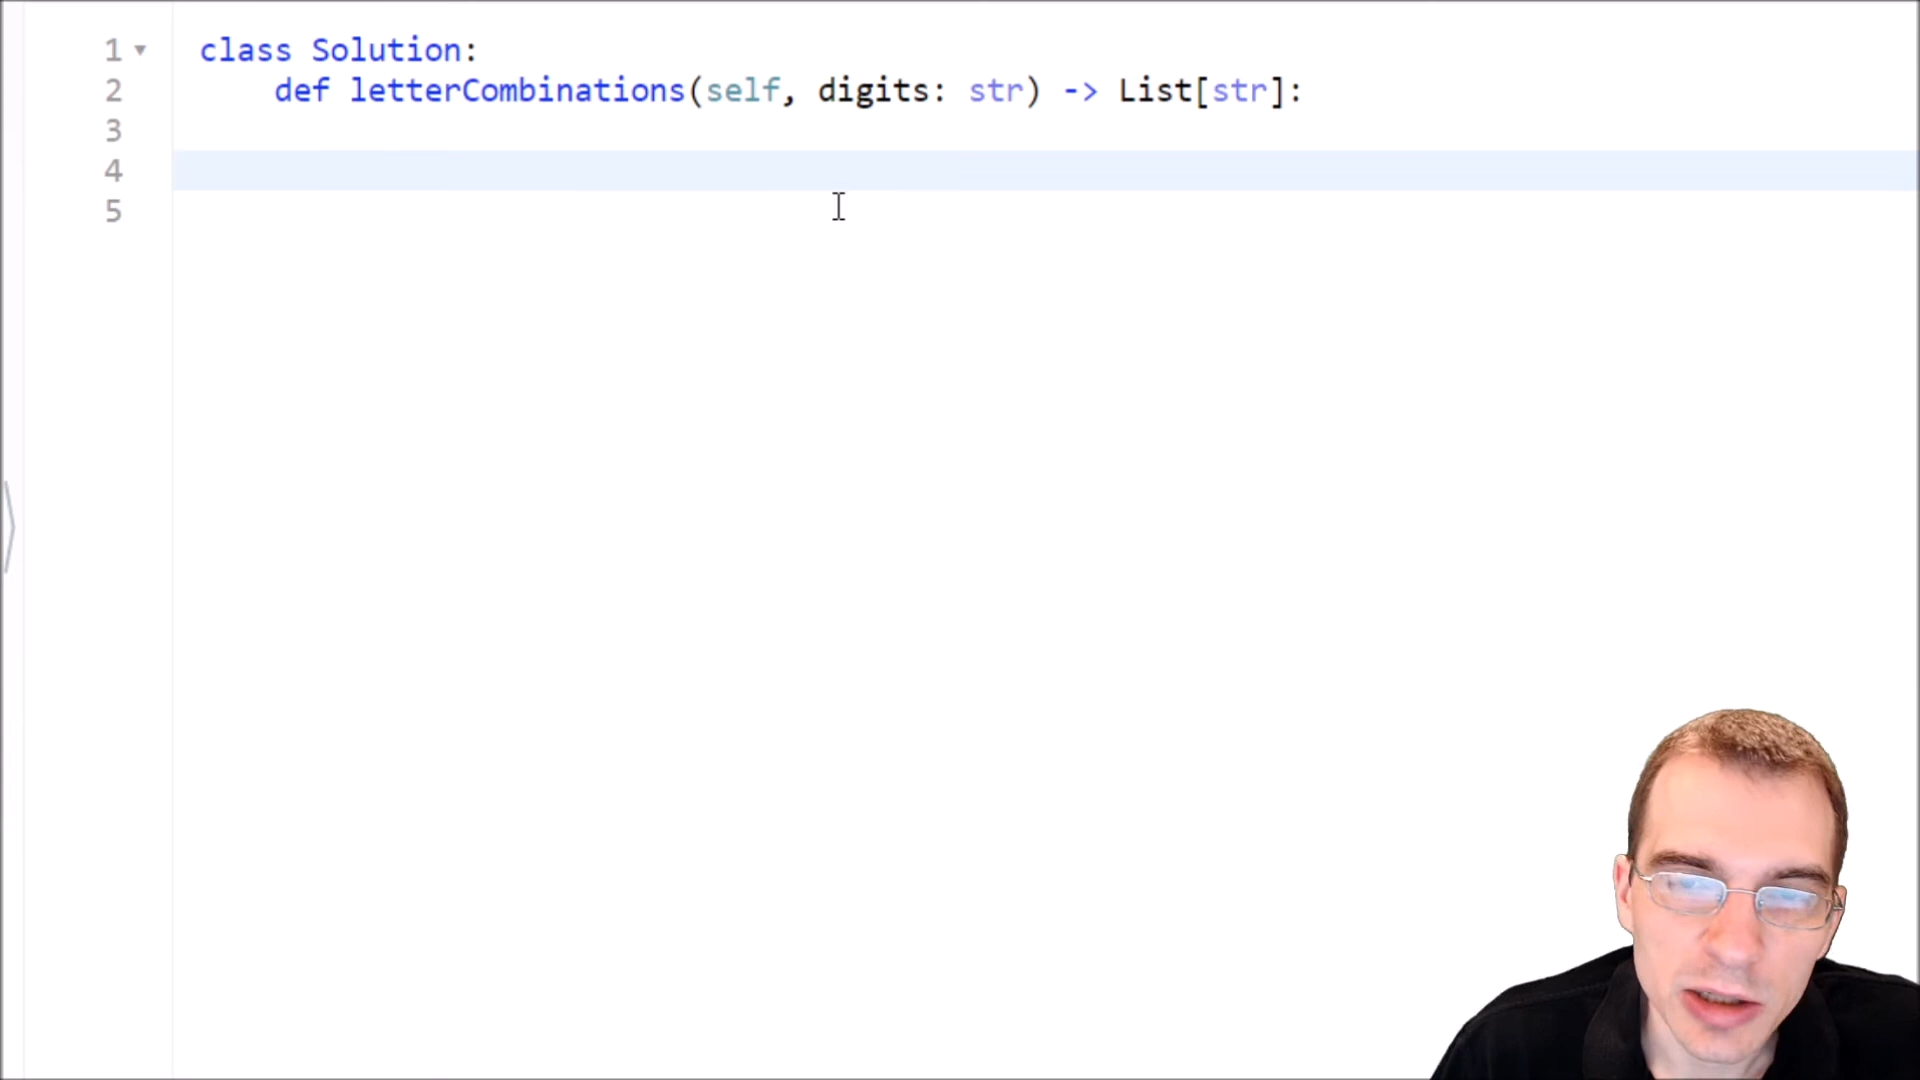 1 class Solution:
2 def letterCombinations(self, digits: str) -> List[str]:
3
4
5